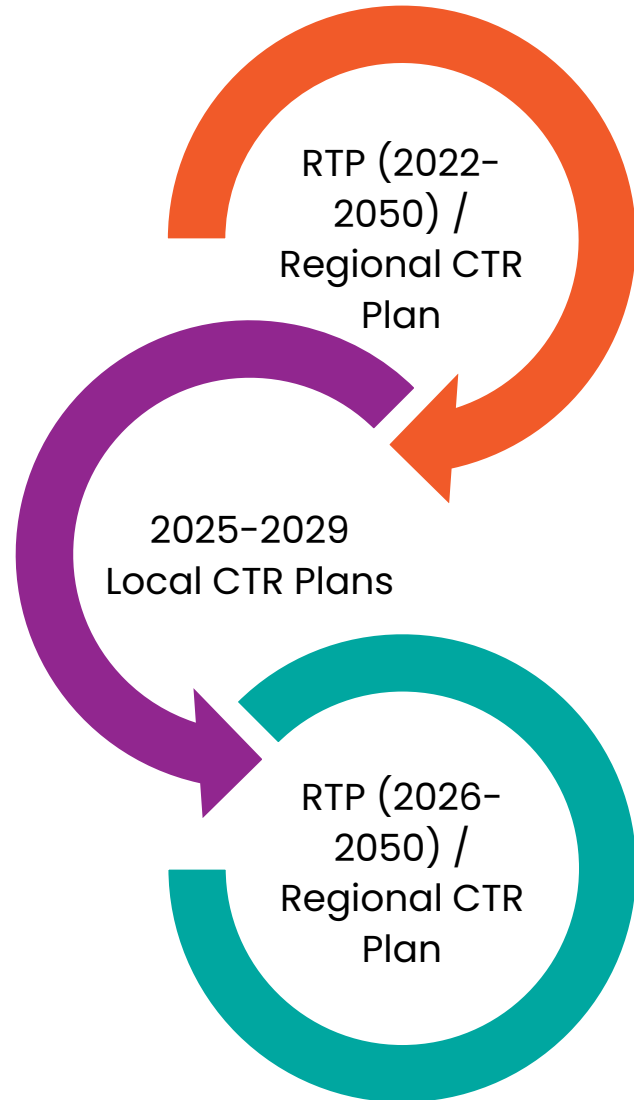 RTP (2022-
2050) /
Regional CTR
Plan
2025-2029
Local CTR Plans
RTP (2026-
2050) /
Regional CTR
Plan